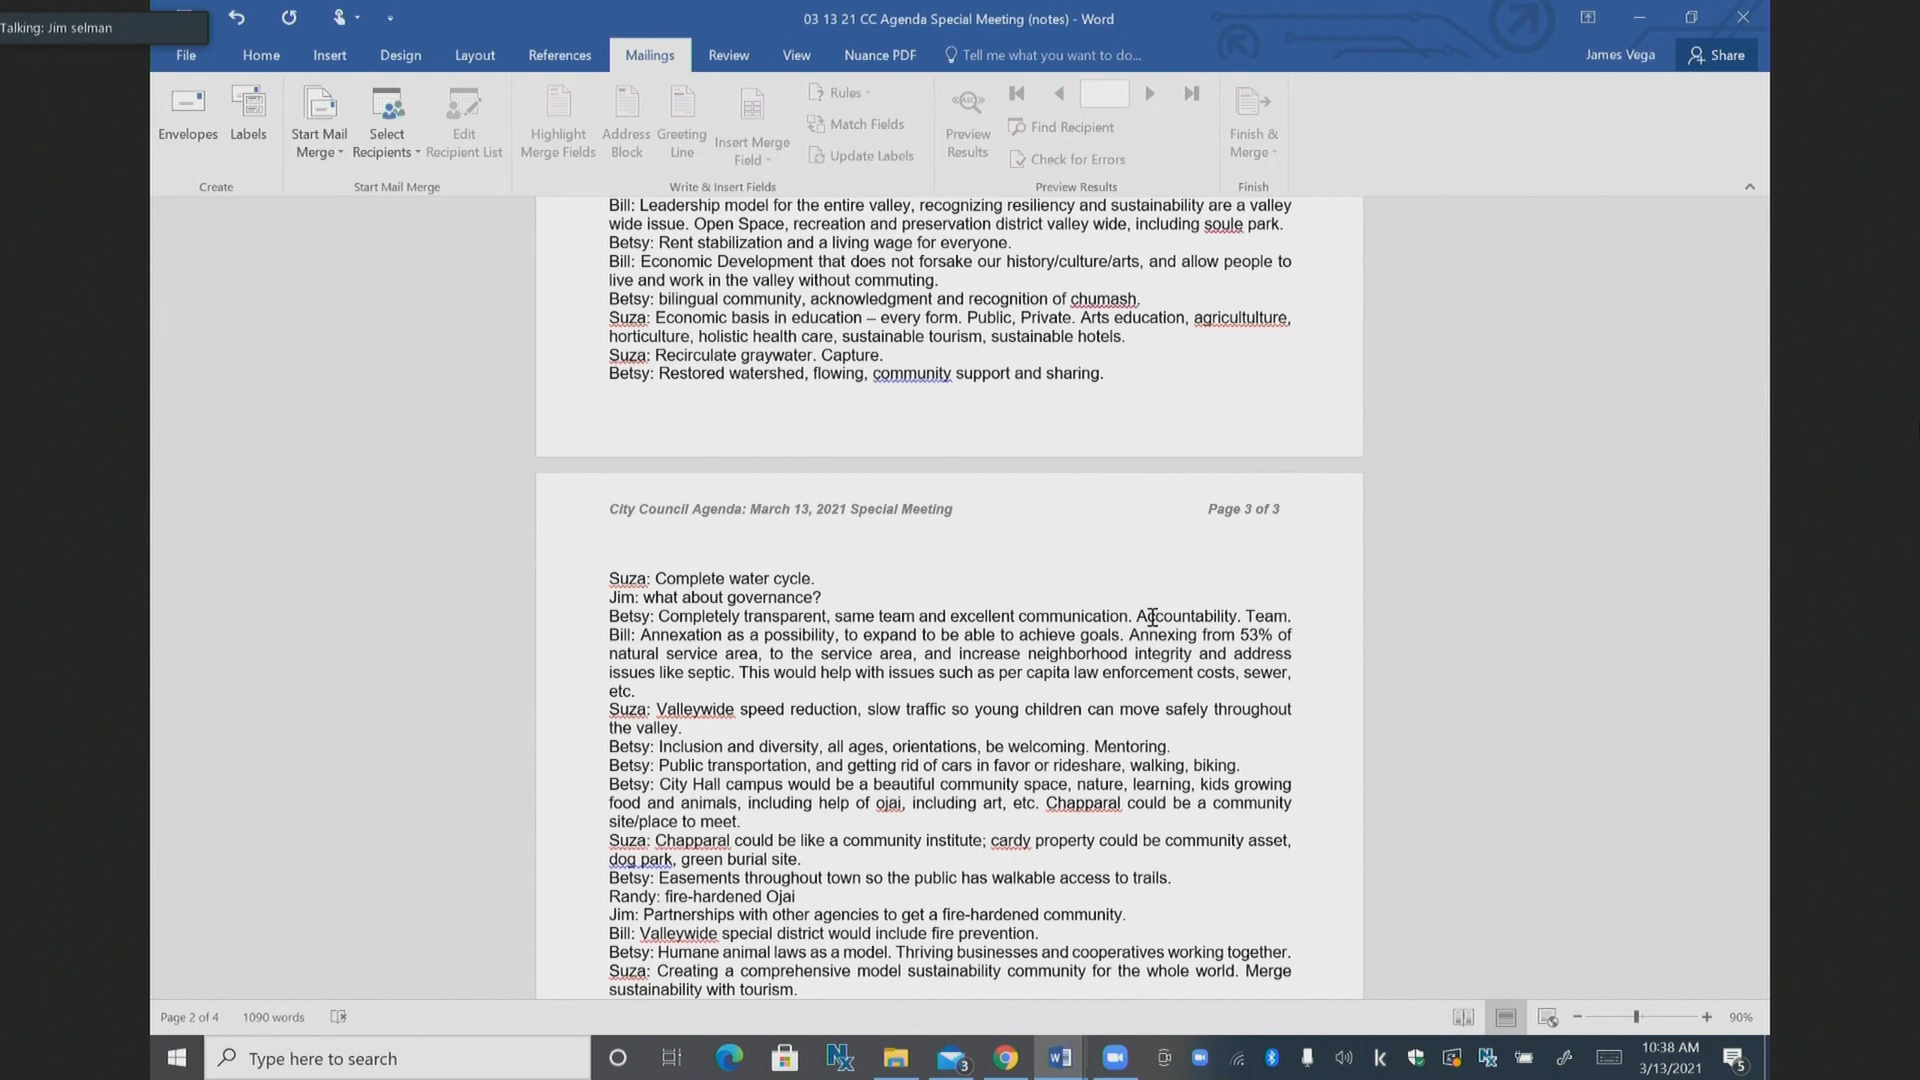 Talking: Jim selman
03 13 21 CC Agenda Special Meeting (notes) - Word
File Home Insert Design Layout References Mailings Review View Nuance PDF Tell me what you want to do... James Vega Share
Envelopes Labels Start Mail Merge Select Recipients Edit Recipient List Highlight Merge Fields Address Block Greeting Line Insert Merge Field Rules Match Fields Update Labels Preview Results Find Recipient Check for Errors Finish & Merge
Create Start Mail Merge Write & Insert Fields Preview Results Finish
Bill: Leadership model for the entire valley, recognizing resiliency and sustainability are a valley
wide issue. Open Space, recreation and preservation district valley wide, including soule park.
Betsy: Rent stabilization and a living wage for everyone.
Bill: Economic Development that does not forsake our history/culture/arts, and allow people to
live and work in the valley without commuting.
Betsy: bilingual community, acknowledgment and recognition of chumash.
Suza: Economic basis in education – every form. Public, Private. Arts education, agricultulture,
horticulture, holistic health care, sustainable tourism, sustainable hotels.
Suza: Recirculate graywater. Capture.
Betsy: Restored watershed, flowing, community support and sharing.
City Council Agenda: March 13, 2021 Special Meeting Page 3 of 3
Suza: Complete water cycle.
Jim: what about governance?
Betsy: Completely transparent, same team and excellent communication. Accountability. Team.
Bill: Annexation as a possibility, to expand to be able to achieve goals. Annexing from 53% of
natural service area, to the service area, and increase neighborhood integrity and address
issues like septic. This would help with issues such as per capita law enforcement costs, sewer,
etc.
Suza: Valleywide speed reduction, slow traffic so young children can move safely throughout
the valley.
Betsy: Inclusion and diversity, all ages, orientations, be welcoming. Mentoring.
Betsy: Public transportation, and getting rid of cars in favor or rideshare, walking, biking.
Betsy: City Hall campus would be a beautiful community space, nature, learning, kids growing
food and animals, including help of ojai, including art, etc. Chapparal could be a community
site/place to meet.
Suza: Chapparal could be like a community institute; cardy property could be community asset,
dog park, green burial site.
Betsy: Easements throughout town so the public has walkable access to trails.
Randy: fire-hardened Ojai
Jim: Partnerships with other agencies to get a fire-hardened community.
Bill: Valleywide special district would include fire prevention.
Betsy: Humane animal laws as a model. Thriving businesses and cooperatives working together.
Suza: Creating a comprehensive model sustainability community for the whole world. Merge
sustainability with tourism.
Page 2 of 4 1090 words 90%
Type here to search 3 10:38 AM
3/13/2021 5